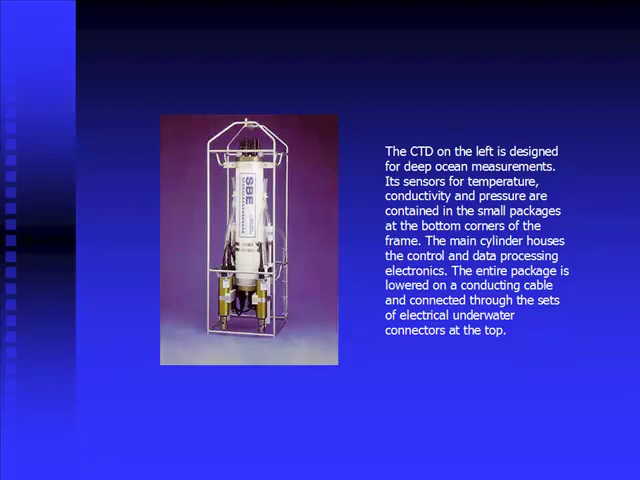 SBE
The CTD on the left is designed
for deep ocean measurements.
Its sensors for temperature,
conductivity and pressure are
contained in the small packages
at the bottom corners of the
frame. The main cylinder houses
the control and data processing
electronics. The entire package is
lowered on a conducting cable
and connected through the sets
of electrical underwater
connectors at the top.